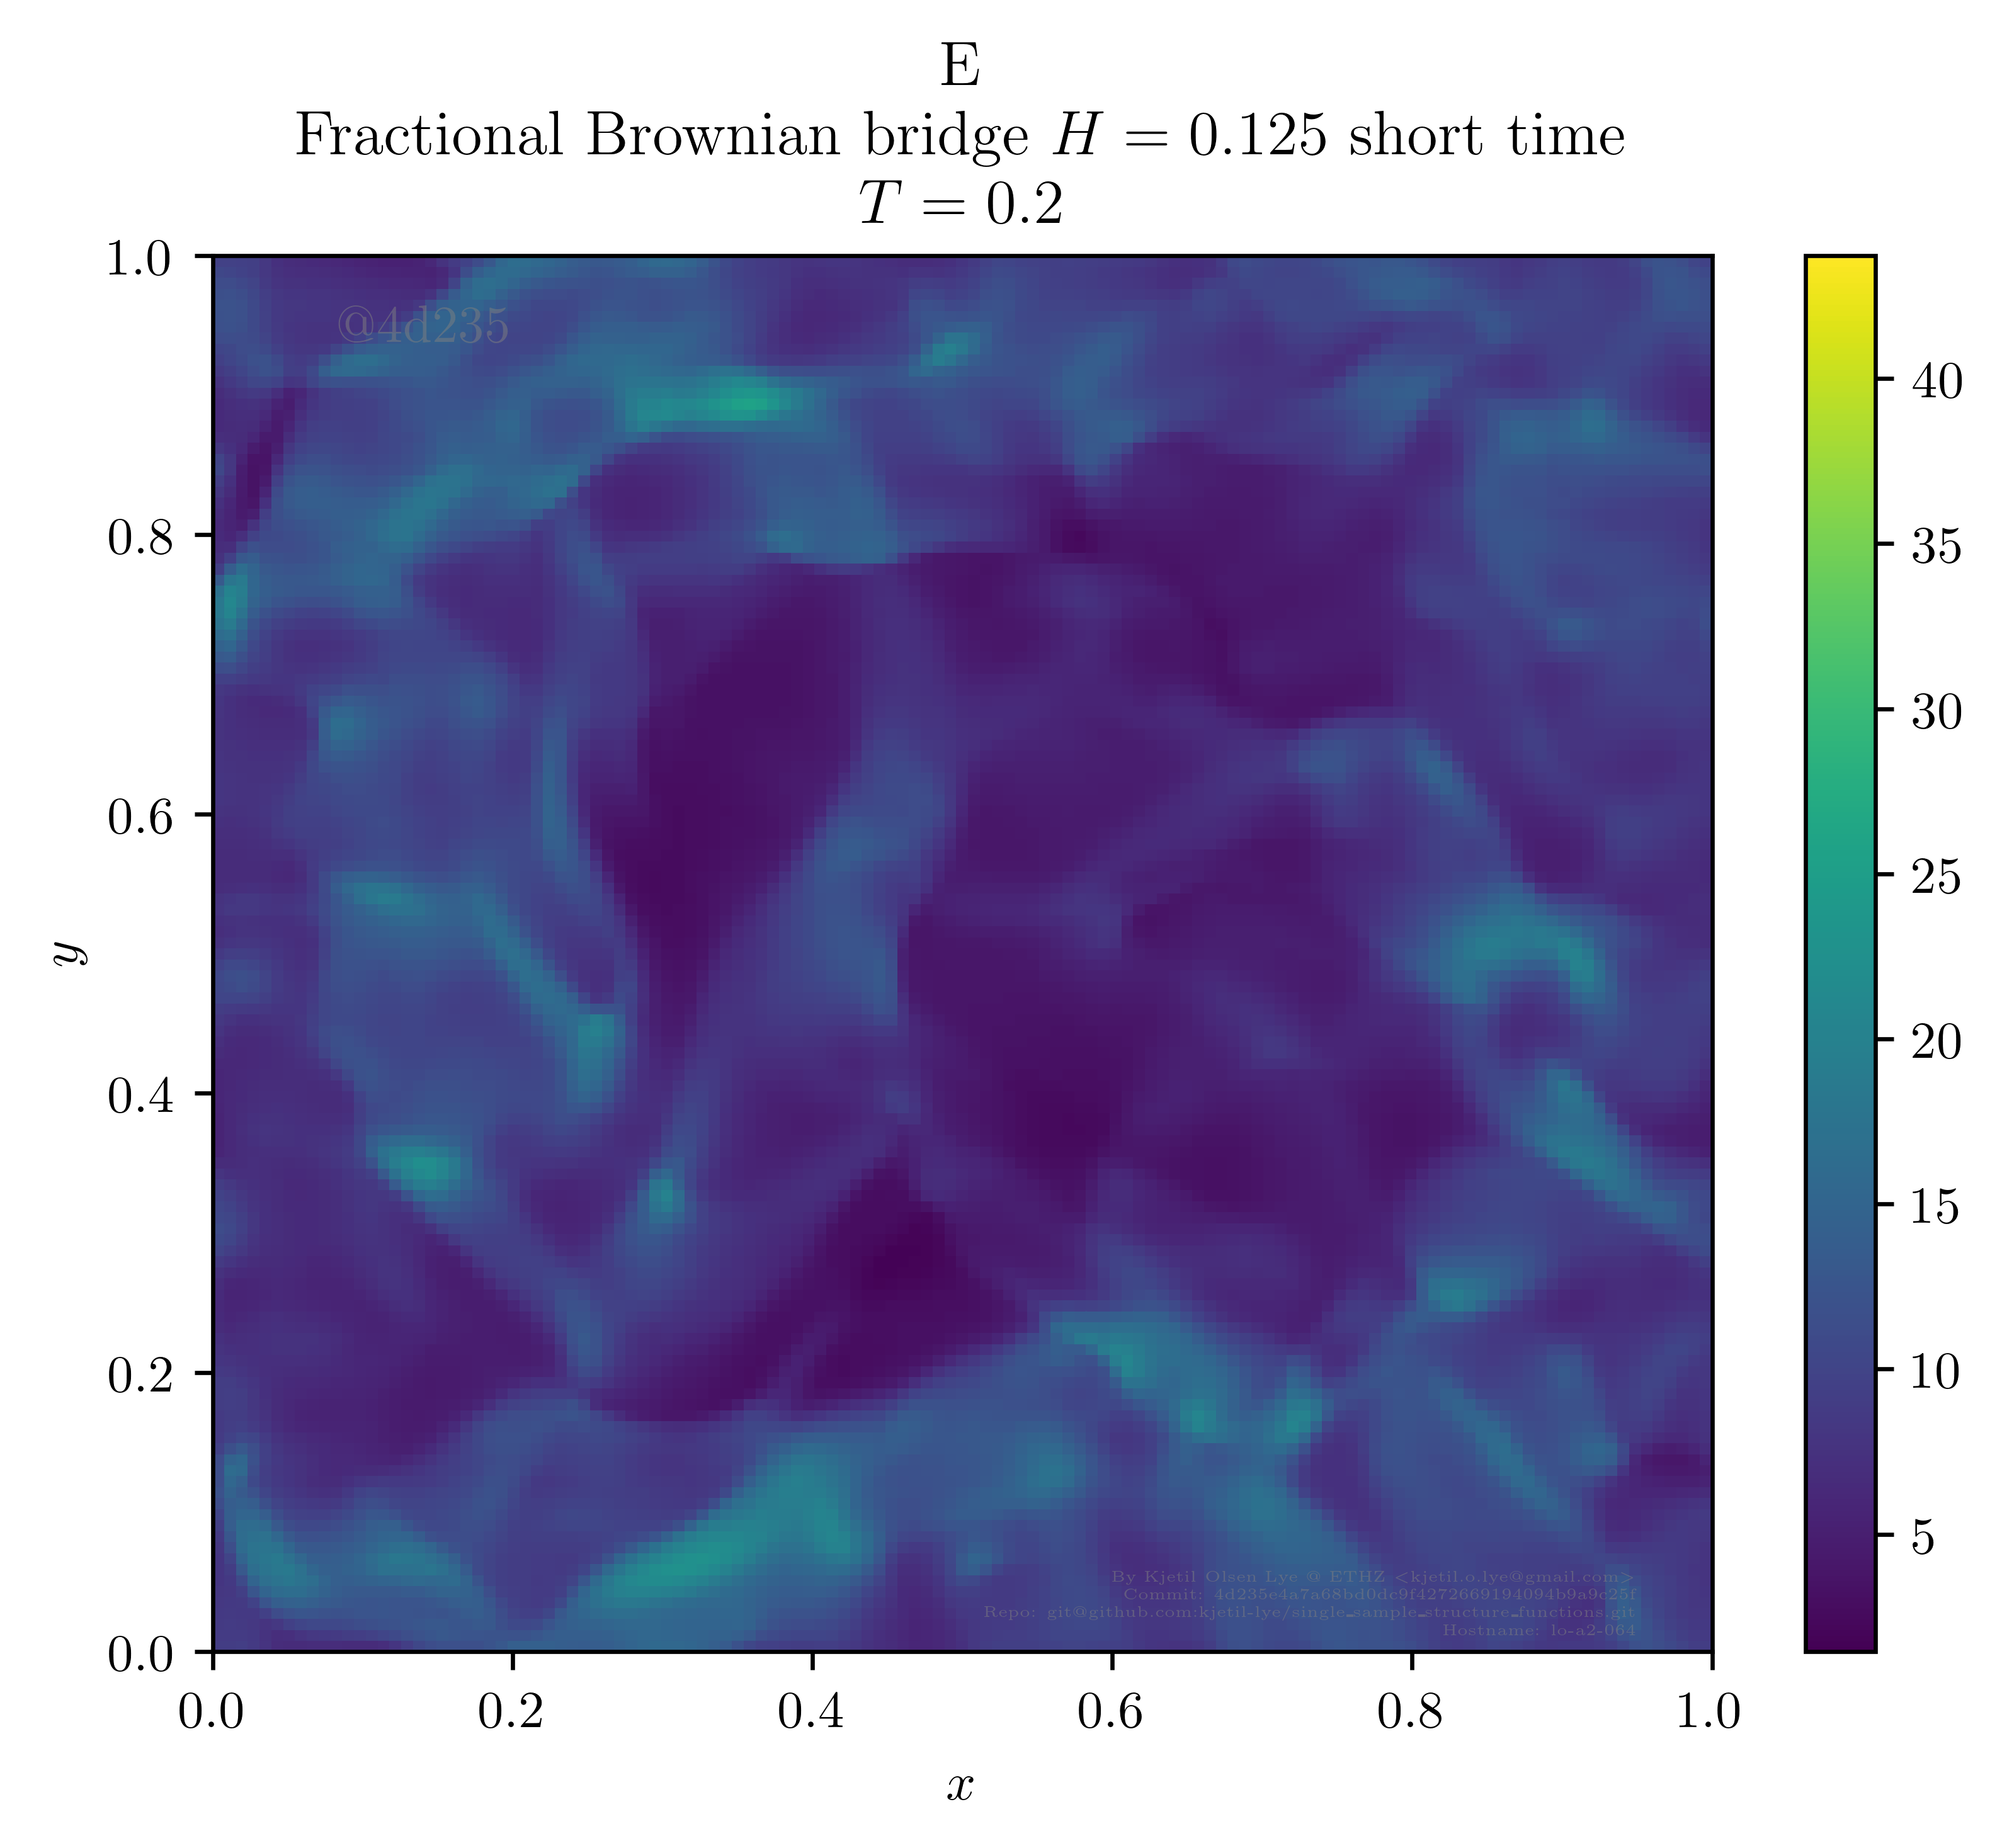 E
Fractional Brownian bridge H = 0.125 short time
T = 0.2
@4d235
1.0
0.8
0.6
0.4
0.2
0.0
y
0.0 0.2 0.4 0.6 0.8 1.0
x
40
35
30
25
20
15
10
5
By Kjetil Olsen Lye @ ETHZ <kjetil.o.lye@gmail.com>
Commit: 4d235e4a7a68bd0dc9f4272669194094b9a9c25f
Repo: git@github.com:kjetil-lye/single_sample_structure_functions.git
Hostname: lo-a2-064